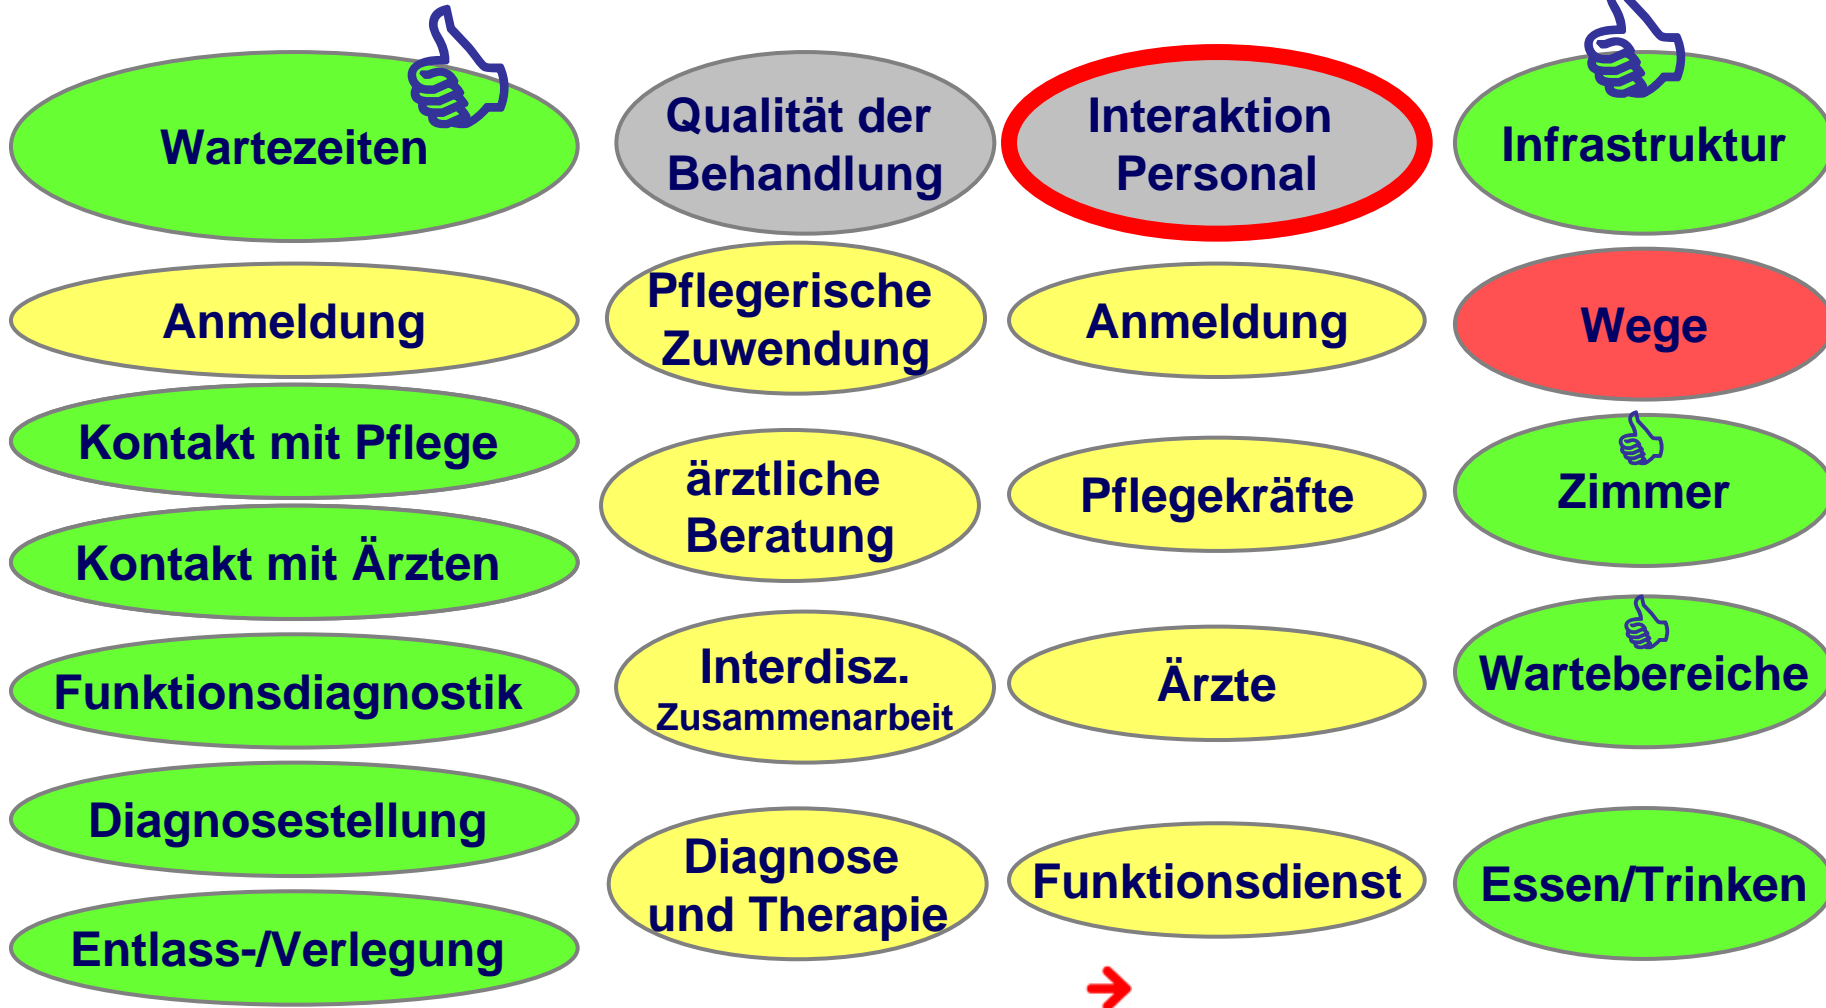 Wartezeiten
Anmeldung
Kontakt mit Pflege
Kontakt mit Ärzten
Funktionsdiagnostik
Diagnosestellung
Entlass-/Verlegung
Qualität der
Behandlung
Pflegerische
Zuwendung
ärztliche
Beratung
Interdisz.
Zusammenarbeit
Diagnose
und Therapie
Interaktion
Personal
Anmeldung
Pflegekräfte
Ärzte
Funktionsdienst
Infrastruktur
Wege
Zimmer
Wartebereiche
Essen/Trinken